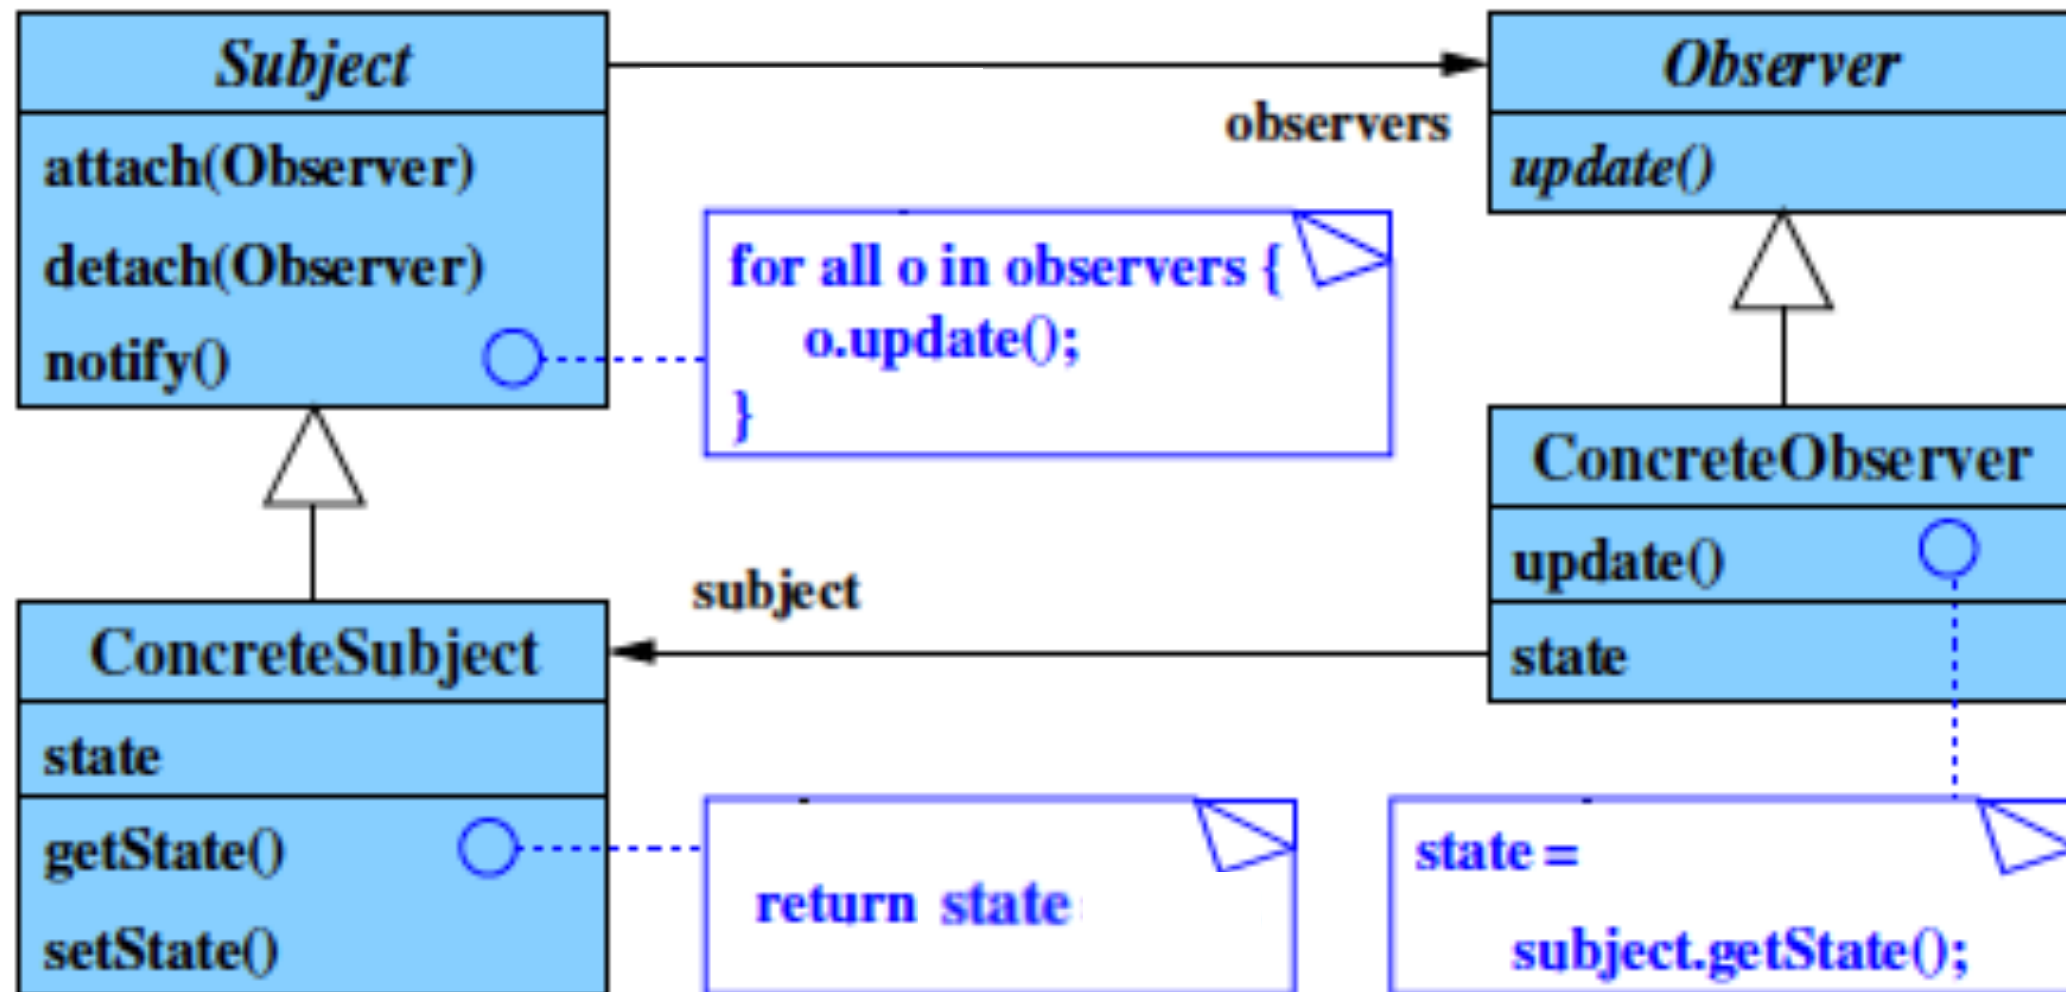 Subject
attach(Observer)
detach(Observer)
notify()
observers
Observer
update()
for all o in observers {
o.update();
}
ConcreteObserver
update()
state
subject
ConcreteSubject
state
getState()
setState()
return state
state =
subject.getState();